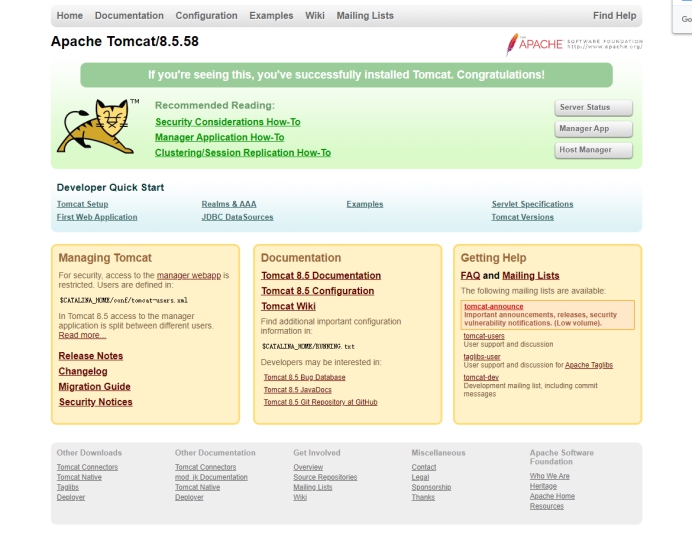 Home Documentation Configuration Examples Wiki Mailing Lists Find Help
Go
Apache Tomcat/8.5.58
THE
APACHE SOFTWARE FOUNDATION
http://www.apache.org/
If you're seeing this, you've successfully installed Tomcat. Congratulations!
TM
Recommended Reading:
Security Considerations How-To
Manager Application How-To
Clustering/Session Replication How-To
Server Status
Manager App
Host Manager
Developer Quick Start
Tomcat Setup
First Web Application
Realms & AAA
JDBC DataSources
Examples
Servlet Specifications
Tomcat Versions
Managing Tomcat
For security, access to the manager webapp is
restricted. Users are defined in:
$CATALINA_HOME/conf/tomcat-users.xml
In Tomcat 8.5 access to the manager
application is split between different users.
Read more...
Release Notes
Changelog
Migration Guide
Security Notices
Documentation
Tomcat 8.5 Documentation
Tomcat 8.5 Configuration
Tomcat Wiki
Find additional important configuration
information in:
$CATALINA_HOME/RUNNING.txt
Developers may be interested in:
Tomcat 8.5 Bug Database
Tomcat 8.5 JavaDocs
Tomcat 8.5 Git Repository at GitHub
Getting Help
FAQ and Mailing Lists
The following mailing lists are available:
tomcat-announce
Important announcements, releases, security
vulnerability notifications. (Low volume).
tomcat-users
User support and discussion
taglibs-user
User support and discussion for Apache Taglibs
tomcat-dev
Development mailing list, including commit
messages
Other Downloads
Tomcat Connectors
Tomcat Native
Taglibs
Deployer
Other Documentation
Tomcat Connectors
mod_jk Documentation
Tomcat Native
Deployer
Get Involved
Overview
Source Repositories
Mailing Lists
Wiki
Miscellaneous
Contact
Legal
Sponsorship
Thanks
Apache Software
Foundation
Who We Are
Heritage
Apache Home
Resources